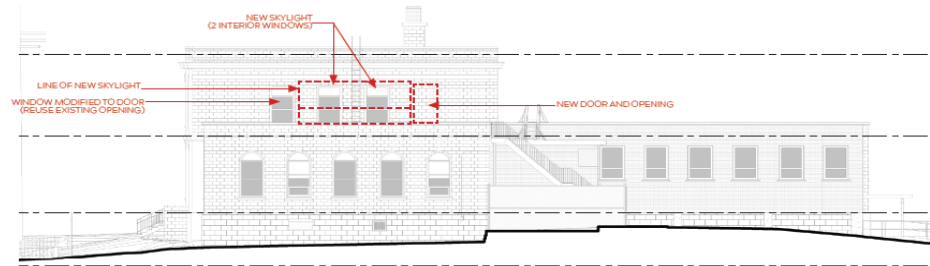 NEW SKYLIGHT
(2 INTERIOR WINDOWS)
LINE OF NEW SKYLIGHT
WINDOW MODIFIED TO DOOR
(REUSE EXISTING OPENING)
NEW DOOR AND OPENING